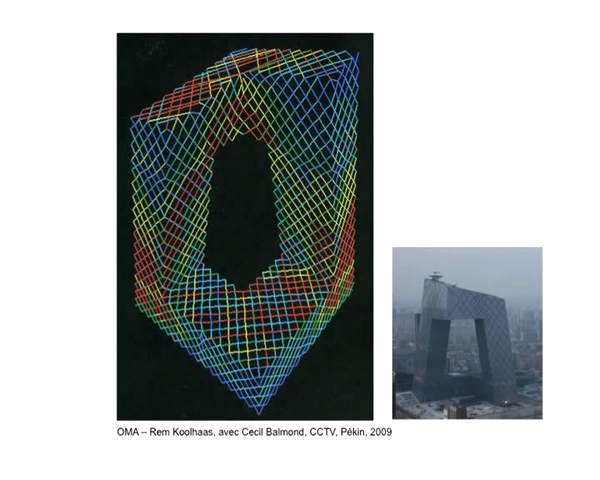 OMA – Rem Koolhaas, avec Cecil Balmond, CCTV, Pékin, 2009